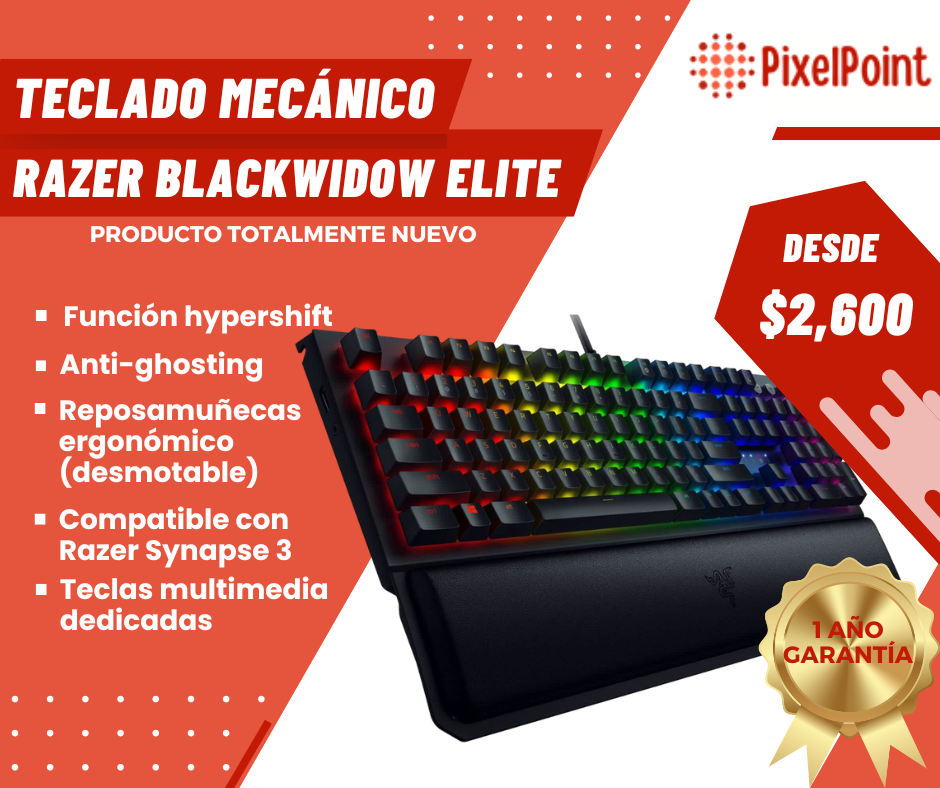 TECLADO MECÁNICO
RAZER BLACKWIDOW ELITE
PRODUCTO TOTALMENTE NUEVO
PixelPoint
DESDE
$2,600
Función hypershift
Anti-ghosting
Reposamuñecas
ergonómico
(desmotable)
Compatible con
Razer Synapse 3
Teclas multimedia
dedicadas
1 AÑO
GARANTÍA